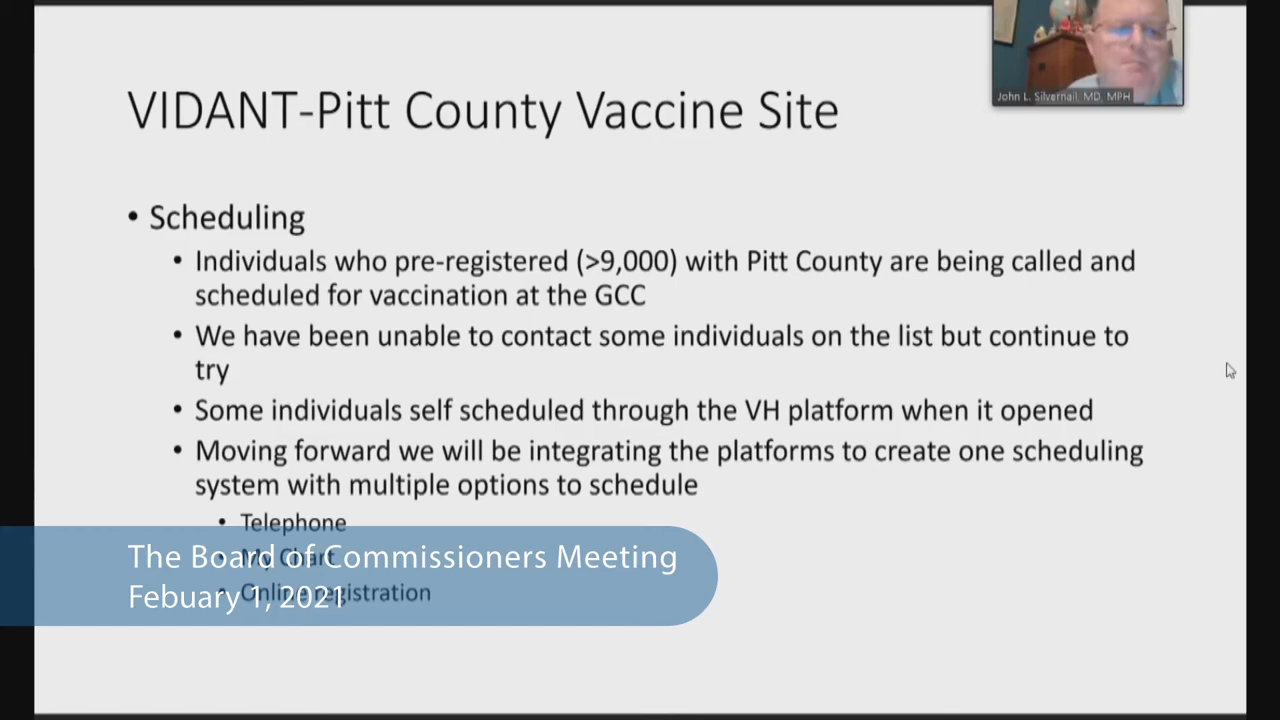 VIDANT-Pitt County Vaccine Site
John L. Silvernail, MD, MPH
• Scheduling
• Individuals who pre-registered (>9,000) with Pitt County are being called and
scheduled for vaccination at the GCC
• We have been unable to contact some individuals on the list but continue to
try
• Some individuals self scheduled through the VH platform when it opened
• Moving forward we will be integrating the platforms to create one scheduling
system with multiple options to schedule
• Telephone
• My Chart
• Online registration
The Board of Commissioners Meeting
Febuary 1, 2021